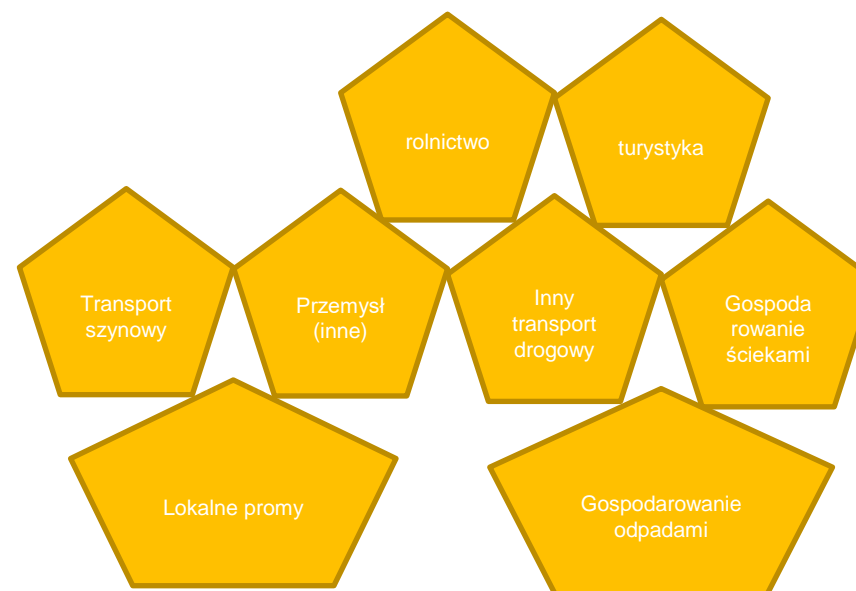 rolnictwo
turystyka
Transport
szynowy
Przemysł
(inne)
Inny
transport
drogowy
Gospoda
rowanie
ściekami
Lokalne promy
Gospodarowanie
odpadami